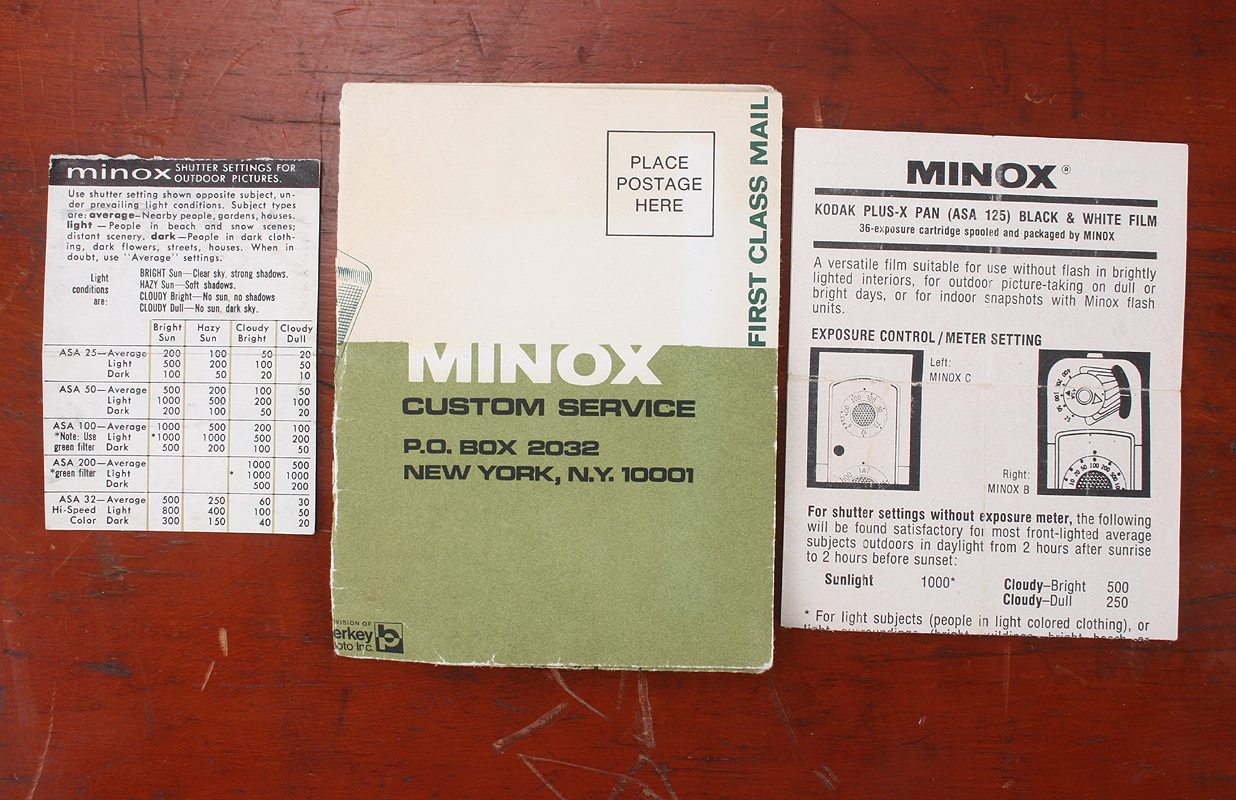 minox SHUTTER SETTINGS FOR
OUTDOOR PICTURES.
Use shutter setting shown opposite subject, un-
der prevailing light conditions. Subject types
are: average—Nearby people, gardens, houses.
light — People in beach and snow scenes;
distant scenery. dark—People in dark cloth-
ing, dark flowers, streets, houses. When in
doubt, use "Average" settings.
Light
conditions
are:
BRIGHT Sun—Clear sky, strong shadows.
HAZY Sun—Soft shadows.
CLOUDY Bright—No sun, no shadows
CLOUDY Dull—No sun, dark sky.
Bright Sun Hazy Sun Cloudy Bright Cloudy Dull
ASA 25—Average 200 100 50 20
Light 500 200 100 50
Dark 100 50 20 10
ASA 50—Average 500 200 100 50
Light 1000 500 200 100
Dark 200 100 50 20
ASA 100—Average 1000 500 200 100
*Note: Use Light *1000 1000 500 200
green filter Dark 500 200 100 50
ASA 200—Average 1000 500
*green filter Light * 1000 1000
Dark 500 200
ASA 32—Average 500 250 60 30
Hi-Speed Light 800 400 100 50
Color Dark 300 150 40 20
PLACE
POSTAGE
HERE
FIRST CLASS MAIL
MINOX
CUSTOM SERVICE
P.O. BOX 2032
NEW YORK, N.Y. 10001
VISION OF
erkey
oto Inc.
MINOX®
KODAK PLUS-X PAN (ASA 125) BLACK & WHITE FILM
36-exposure cartridge spooled and packaged by MINOX
A versatile film suitable for use without flash in brightly
lighted interiors, for outdoor picture-taking on dull or
bright days, or for indoor snapshots with Minox flash
units.
EXPOSURE CONTROL/METER SETTING
Left:
MINOX C
Right:
MINOX B
For shutter settings without exposure meter, the following
will be found satisfactory for most front-lighted average
subjects outdoors in daylight from 2 hours after sunrise
to 2 hours before sunset:
Sunlight 1000* Cloudy–Bright 500
Cloudy–Dull 250
* For light subjects (people in light colored clothing), or